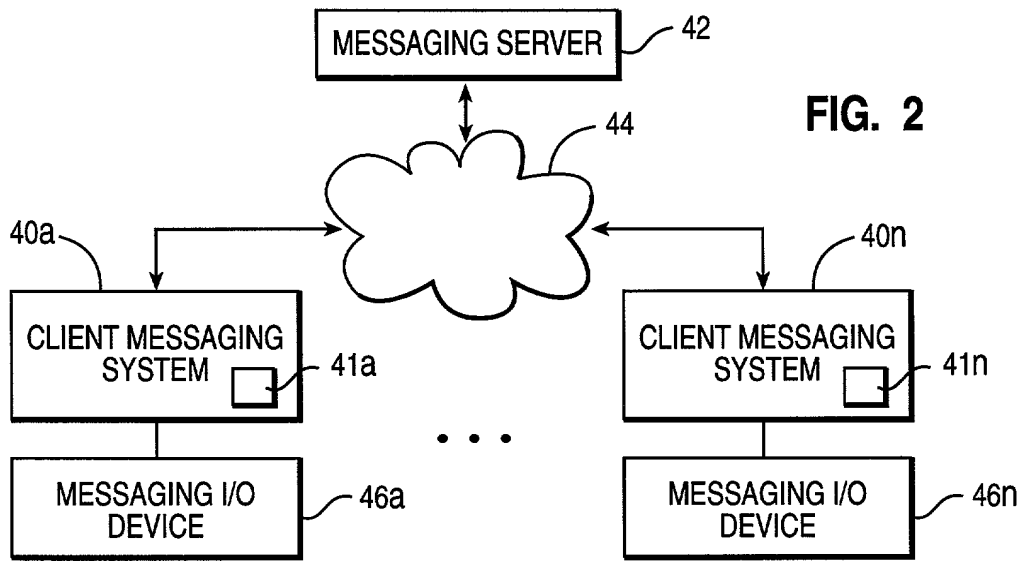 MESSAGING SERVER
42
FIG. 2
44
40a
40n
CLIENT MESSAGING
SYSTEM
41a
CLIENT MESSAGING
SYSTEM
41n
. . .
MESSAGING I/O
DEVICE
46a
MESSAGING I/O
DEVICE
46n